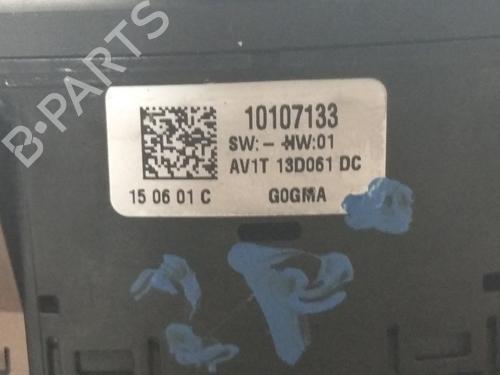 B-PARTS
10107133
SW:- HW:01
AV1T 13D061 DC
15 06 01 C G0GMA